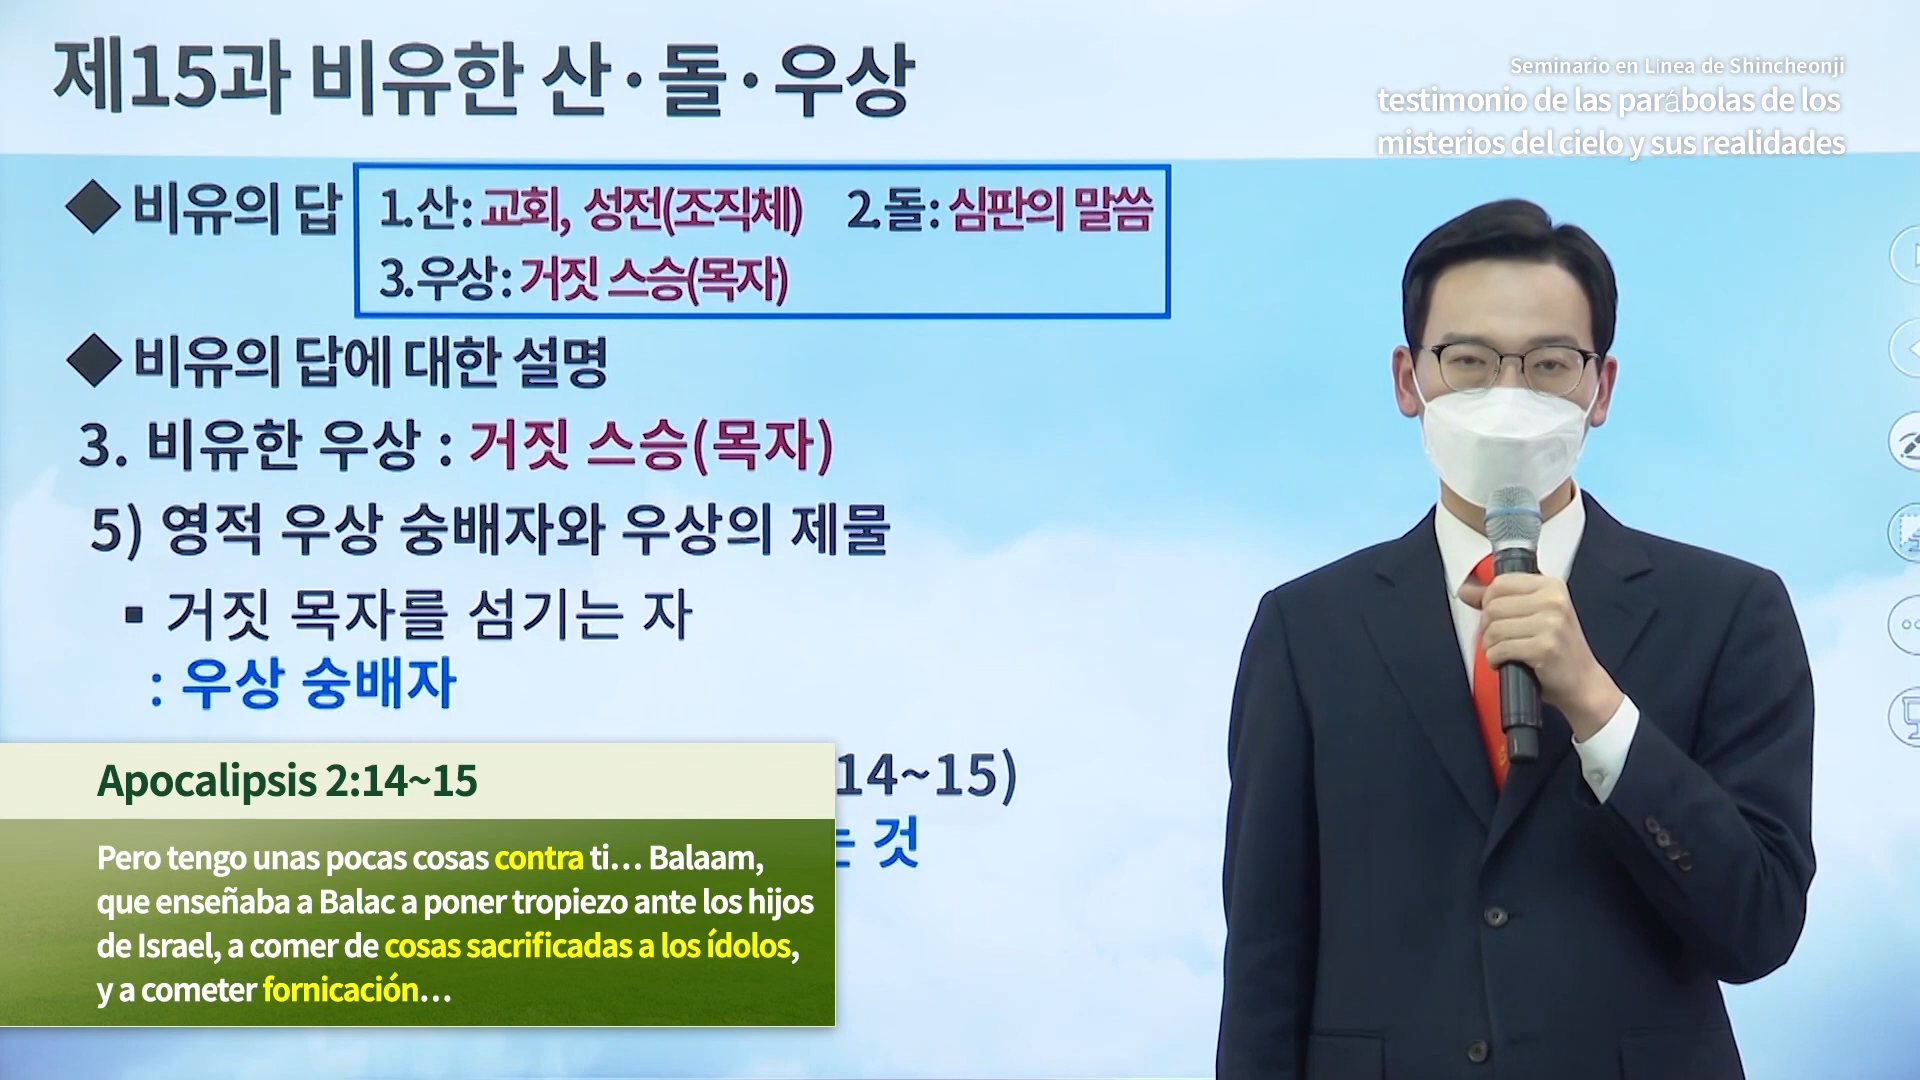 제15과 비유한 산·돌·우상
Seminario en Línea de Shincheonji
testimonio de las parábolas de los
misterios del cielo y sus realidades
◆ 비유의 답
1.산: 교회, 성전(조직체) 2.돌: 심판의 말씀
3.우상: 거짓 스승(목자)
◆ 비유의 답에 대한 설명
3. 비유한 우상 : 거짓 스승(목자)
5) 영적 우상 숭배자와 우상의 제물
▪ 거짓 목자를 섬기는 자
: 우상 숭배자
14~15)
는 것
Apocalipsis 2:14~15
Pero tengo unas pocas cosas contra ti… Balaam,
que enseñaba a Balac a poner tropiezo ante los hijos
de Israel, a comer de cosas sacrificadas a los ídolos,
y a cometer fornicación…